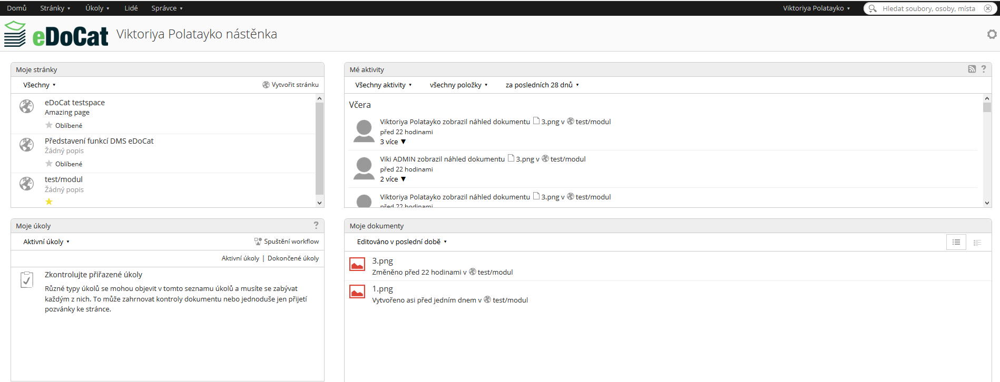 Domů Stránky Úkoly Lidé Správce Viktoriya Polatayko Hledat soubory, osoby, místa
eDoCat Viktoriya Polatayko nástěnka
Moje stránky
Všechny Vytvořit stránku
eDoCat testspace
Amazing page
Oblíbené
Představení funkcí DMS eDoCat
Žádný popis
Oblíbené
test/modul
Žádný popis
Mé aktivity ?
Všechny aktivity všechny položky za posledních 28 dnů
Včera
Viktoriya Polatayko zobrazil náhled dokumentu 3.png v test/modul
před 22 hodinami
3 více ▼
Viki ADMIN zobrazil náhled dokumentu 3.png v test/modul
před 22 hodinami
2 více ▼
Viktoriya Polatayko zobrazil náhled dokumentu 3.png v test/modul
před 22 hodinami
Moje úkoly ?
Aktivní úkoly Spuštění workflow
Aktivní úkoly | Dokončené úkoly
Zkontrolujte přiřazené úkoly
Různé typy úkolů se mohou objevit v tomto seznamu úkolů a musíte se zabývat
každým z nich. To může zahrnovat kontroly dokumentu nebo jednoduše jen přijetí
pozvánky ke stránce.
Moje dokumenty
Editováno v poslední době
3.png
Změněno před 22 hodinami v test/modul
1.png
Vytvořeno asi před jedním dnem v test/modul